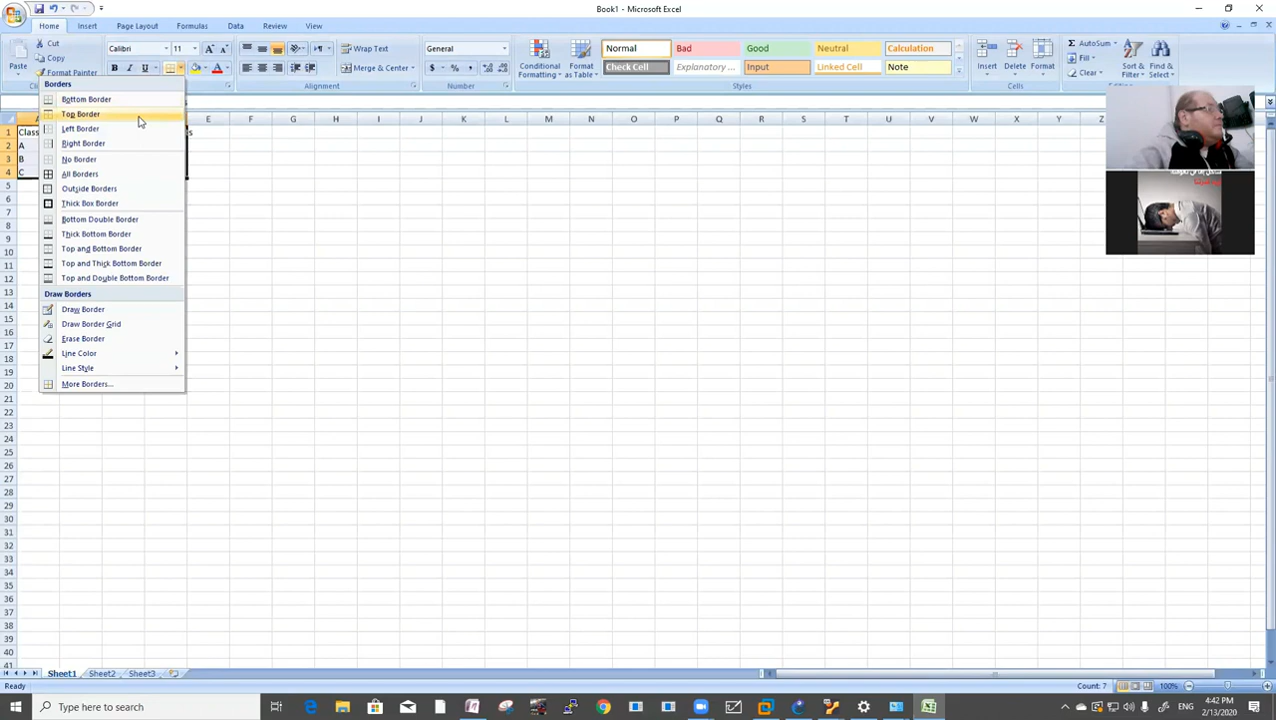 Book1 - Microsoft Excel
Home Insert Page Layout Formulas Data Review View
Cut
Copy
Format Painter
Paste
Calibri 11
B I U
Wrap Text
Merge & Center
Alignment
General
$ % ,
Number
Conditional Formatting
Format as Table
Normal Bad Good Neutral Calculation
Check Cell Explanatory ... Input Linked Cell Note
Styles
Insert Delete Format
Cells
AutoSum
Fill
Clear
Sort & Filter
Find & Select
Borders
Bottom Border
Top Border
Left Border
Right Border
No Border
All Borders
Outside Borders
Thick Box Border
Bottom Double Border
Thick Bottom Border
Top and Bottom Border
Top and Thick Bottom Border
Top and Double Bottom Border
Draw Borders
Draw Border
Draw Border Grid
Erase Border
Line Color
Line Style
More Borders...
E F G H I J K L M N O P Q R S T U V W X Y Z
1 Class
2 A
3 B
4 C
5
6
7
8
9
10
11
12
13
14
15
16
17
18
19
20
21
22
23
24
25
26
27
28
29
30
31
32
33
34
35
36
37
38
39
40
41
Sheet1 Sheet2 Sheet3
Ready
Count: 7
100%
Type here to search
ENG
4:42 PM
2/13/2020